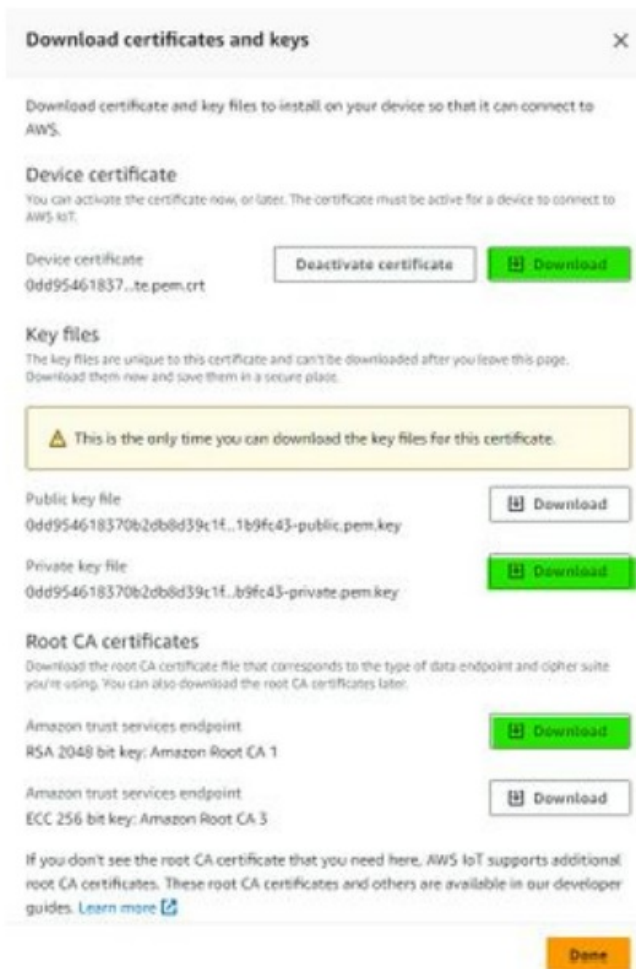 Download certificates and keys
Download certificate and key files to install on your device so that it can connect to
AWS.
Device certificate
You can activate the certificate now, or later. The certificate must be active for a device to connect to
AWS IoT.
Device certificate
0dd95461837...te.pem.crt
Deactivate certificate
Download
Key files
The key files are unique to this certificate and can't be downloaded after you leave this page.
Download them now and save them in a secure place.
This is the only time you can download the key files for this certificate.
Public key file
0dd954618370b2db8d39c1f...1b9fc43-public.pem.key
Download
Private key file
0dd954618370b2db8d39c1f...b9fc43-private.pem.key
Download
Root CA certificates
Download the root CA certificate file that corresponds to the type of data endpoint and cipher suite
you're using. You can also download the root CA certificates later.
Amazon trust services endpoint
RSA 2048 bit key: Amazon Root CA 1
Download
Amazon trust services endpoint
ECC 256 bit key: Amazon Root CA 3
Download
If you don't see the root CA certificate that you need here, AWS IoT supports additional
root CA certificates. These root CA certificates and others are available in our developer
guides. Learn more
Done